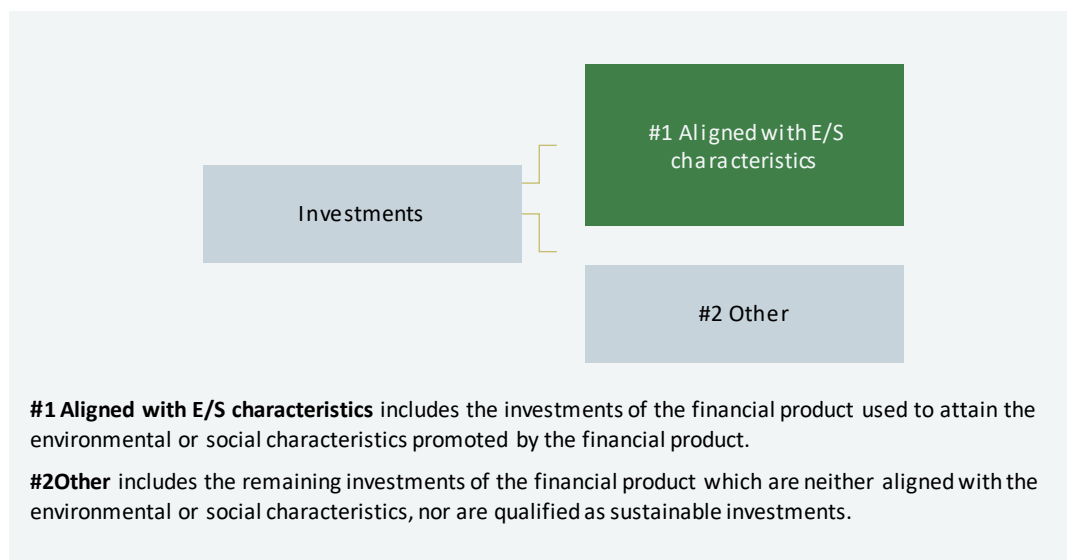 #1 Aligned with E/S
characteristics
Investments
#2 Other
#1 Aligned with E/S characteristics includes the investments of the financial product used to attain the
environmental or social characteristics promoted by the financial product.
#2Other includes the remaining investments of the financial product which are neither aligned with the
environmental or social characteristics, nor are qualified as sustainable investments.